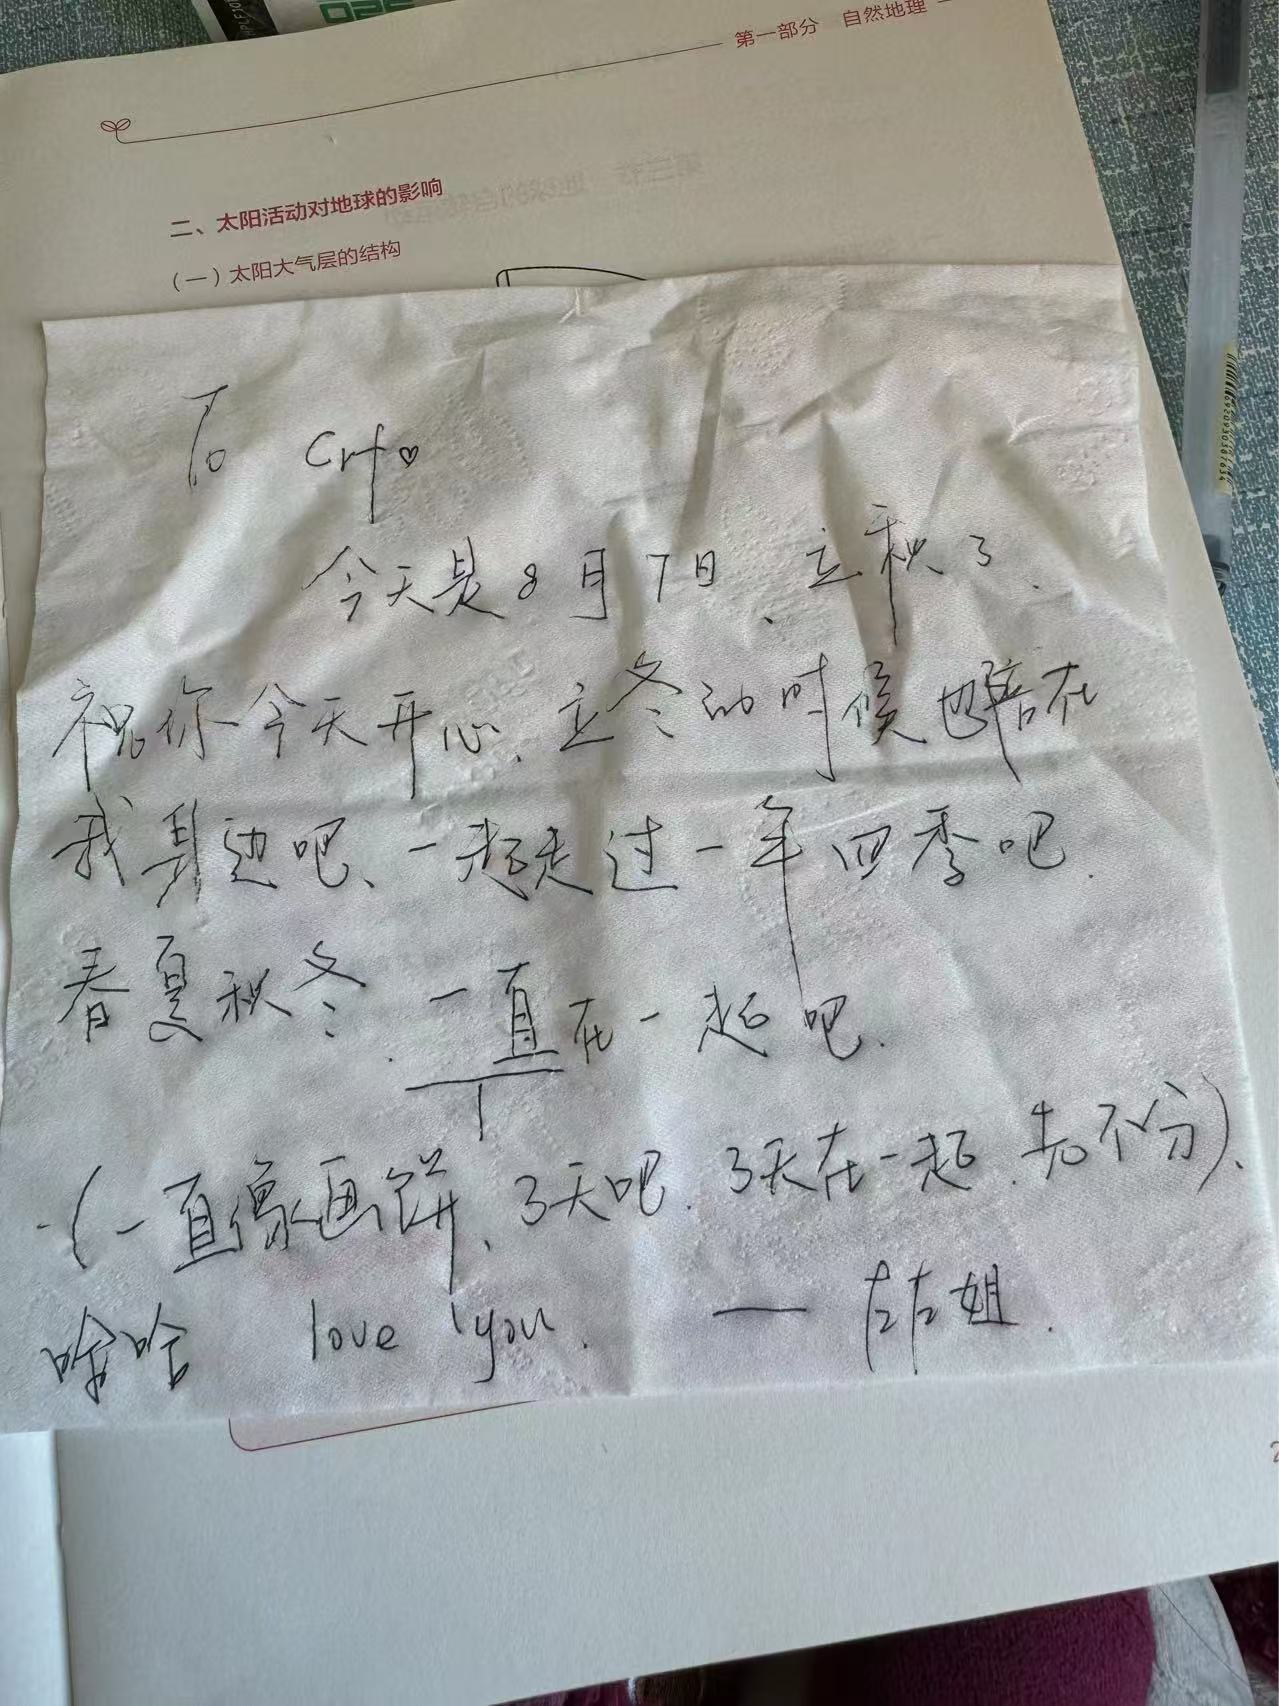 第一部分 自然地理
二、太阳活动对地球的影响
（一）太阳大气层的结构
To Crf♡
今天是8月7日、立秋了、
祝你今天开心、立冬的时候也陪在
我身边吧、一起走过一年四季吧.
春夏秋冬.一直在一起吧.
(一直像画饼、3天吧.3天在一起.先不分)、
哈哈 love you. — 左左姐.
6920930387634